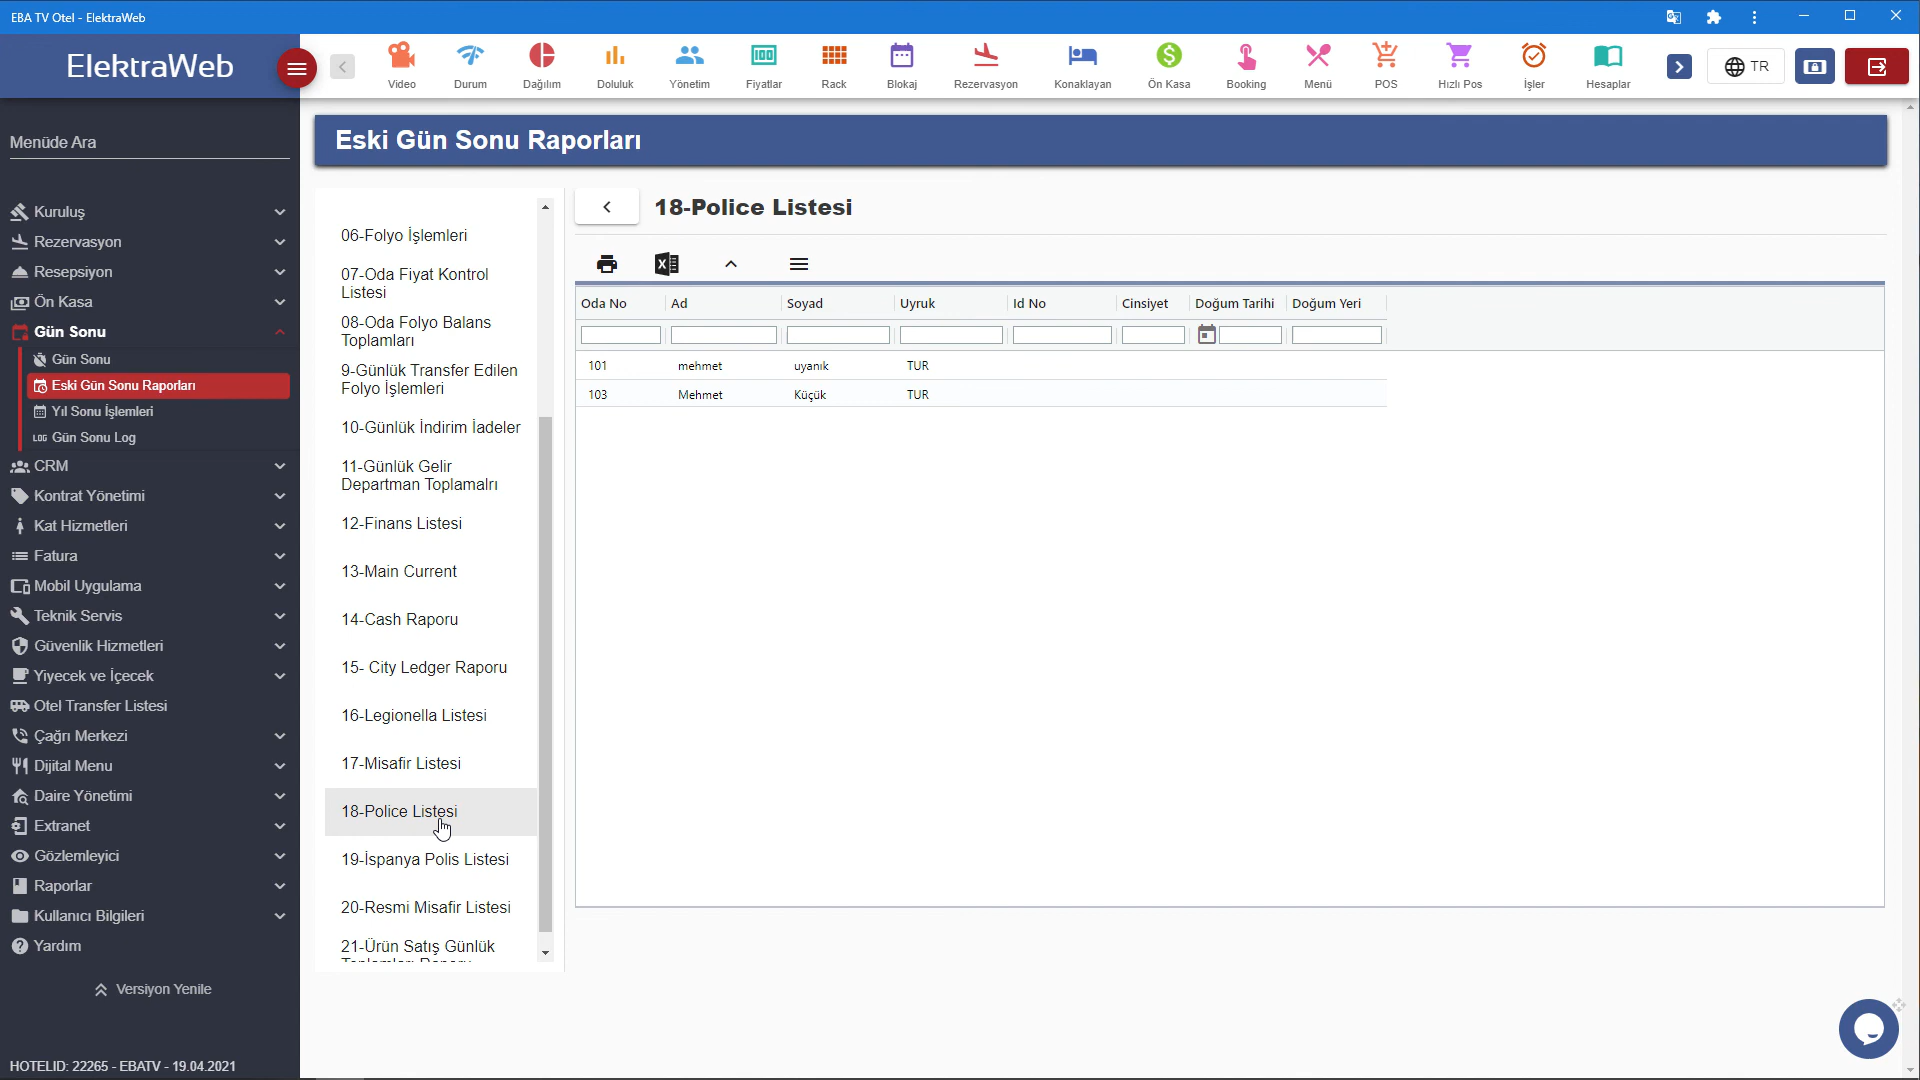 EBA TV Otel - ElektraWeb
ElektraWeb
Video
Durum
Dağılım
Doluluk
Yönetim
Fiyatlar
Rack
Blokaj
Rezervasyon
Konaklayan
Ön Kasa
Booking
Menü
POS
Hızlı Pos
İşler
Hesaplar
TR
Menüde Ara
Kuruluş
Rezervasyon
Resepsiyon
Ön Kasa
Gün Sonu
Gün Sonu
Eski Gün Sonu Raporları
Yıl Sonu İşlemleri
LOG Gün Sonu Log
CRM
Kontrat Yönetimi
Kat Hizmetleri
Fatura
Mobil Uygulama
Teknik Servis
Güvenlik Hizmetleri
Yiyecek ve İçecek
Otel Transfer Listesi
Çağrı Merkezi
Dijital Menu
Daire Yönetimi
Extranet
Gözlemleyici
Raporlar
Kullanıcı Bilgileri
Yardım
Versiyon Yenile
HOTELID: 22265 - EBATV - 19.04.2021
Eski Gün Sonu Raporları
06-Folyo İşlemleri
07-Oda Fiyat Kontrol
Listesi
08-Oda Folyo Balans
Toplamları
9-Günlük Transfer Edilen
Folyo İşlemleri
10-Günlük İndirim İadeler
11-Günlük Gelir
Departman Toplamalrı
12-Finans Listesi
13-Main Current
14-Cash Raporu
15- City Ledger Raporu
16-Legionella Listesi
17-Misafir Listesi
18-Police Listesi
19-İspanya Polis Listesi
20-Resmi Misafir Listesi
21-Ürün Satış Günlük
18-Police Listesi
Oda No Ad Soyad Uyruk Id No Cinsiyet Doğum Tarihi Doğum Yeri
101 mehmet uyanık TUR
103 Mehmet Küçük TUR